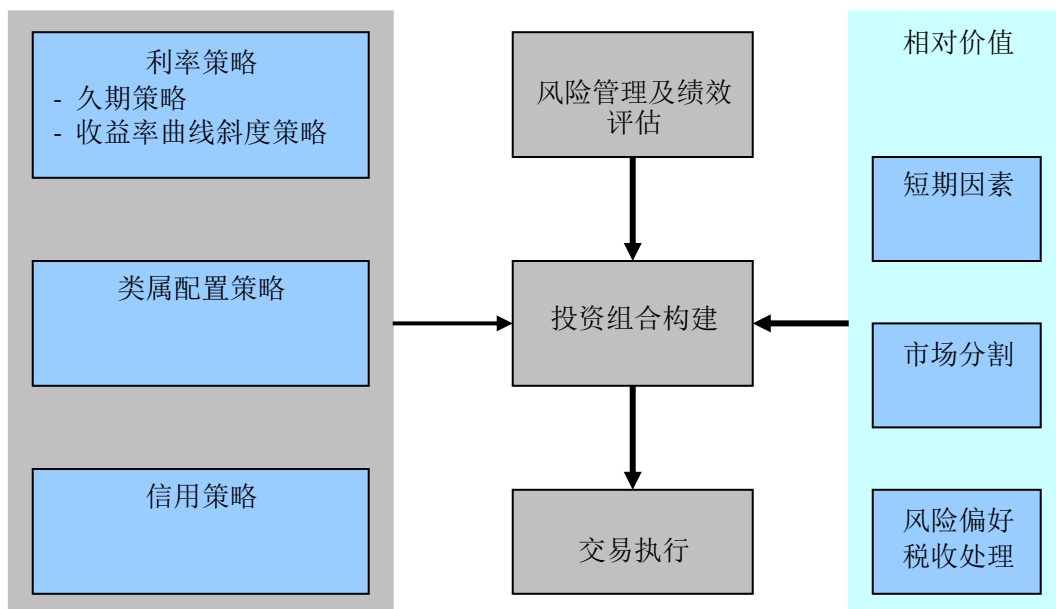 利率策略
- 久期策略
- 收益率曲线斜度策略
类属配置策略
信用策略
风险管理及绩效
评估
投资组合构建
交易执行
相对价值
短期因素
市场分割
风险偏好
税收处理